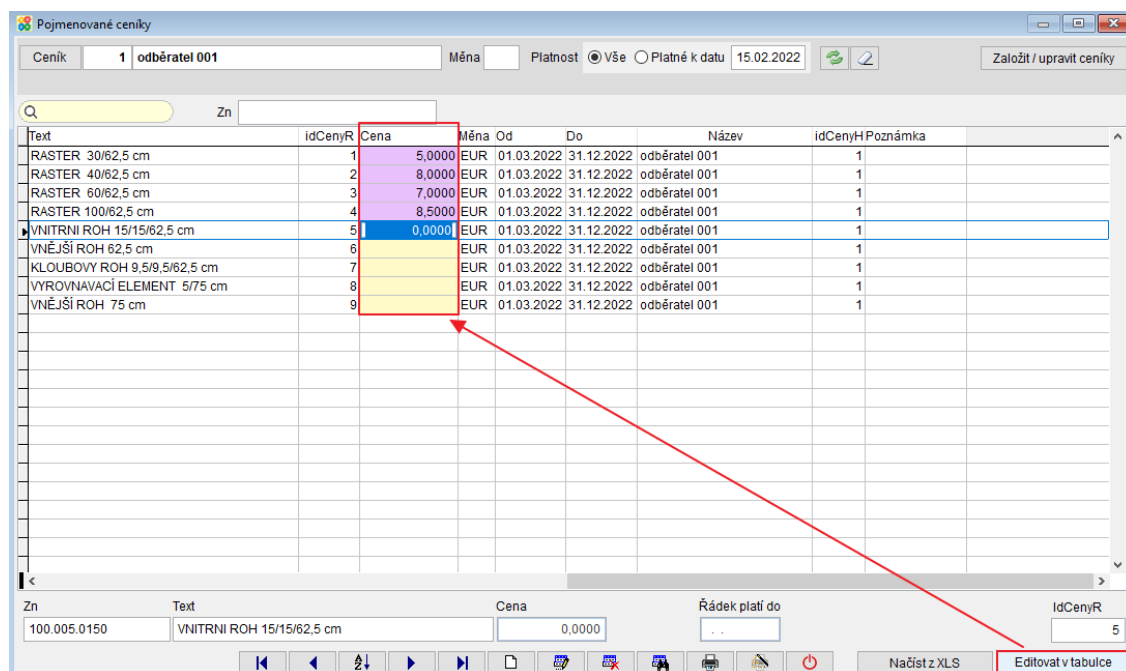 Pojmenované ceníky
Ceník 1 odběratel 001 Měna Platnost Vše Platné k datu 15.02.2022 Založit / upravit ceníky
Zn
Text idCenyR Cena Měna Od Do Název idCenyH Poznámka
RASTER 30/62,5 cm 1 5,0000 EUR 01.03.2022 31.12.2022 odběratel 001 1
RASTER 40/62,5 cm 2 8,0000 EUR 01.03.2022 31.12.2022 odběratel 001 1
RASTER 60/62,5 cm 3 7,0000 EUR 01.03.2022 31.12.2022 odběratel 001 1
RASTER 100/62,5 cm 4 8,5000 EUR 01.03.2022 31.12.2022 odběratel 001 1
VNITRNI ROH 15/15/62,5 cm 5 0,0000 EUR 01.03.2022 31.12.2022 odběratel 001 1
VNĚJŠÍ ROH 62,5 cm 6 EUR 01.03.2022 31.12.2022 odběratel 001 1
KLOUBOVY ROH 9,5/9,5/62,5 cm 7 EUR 01.03.2022 31.12.2022 odběratel 001 1
VYROVNAVACÍ ELEMENT 5/75 cm 8 EUR 01.03.2022 31.12.2022 odběratel 001 1
VNĚJŠÍ ROH 75 cm 9 EUR 01.03.2022 31.12.2022 odběratel 001 1
Zn Text Cena Řádek platí do IdCenyR
100.005.0150 VNITRNI ROH 15/15/62,5 cm 0,0000 . . 5
Načíst z XLS Editovat v tabulce